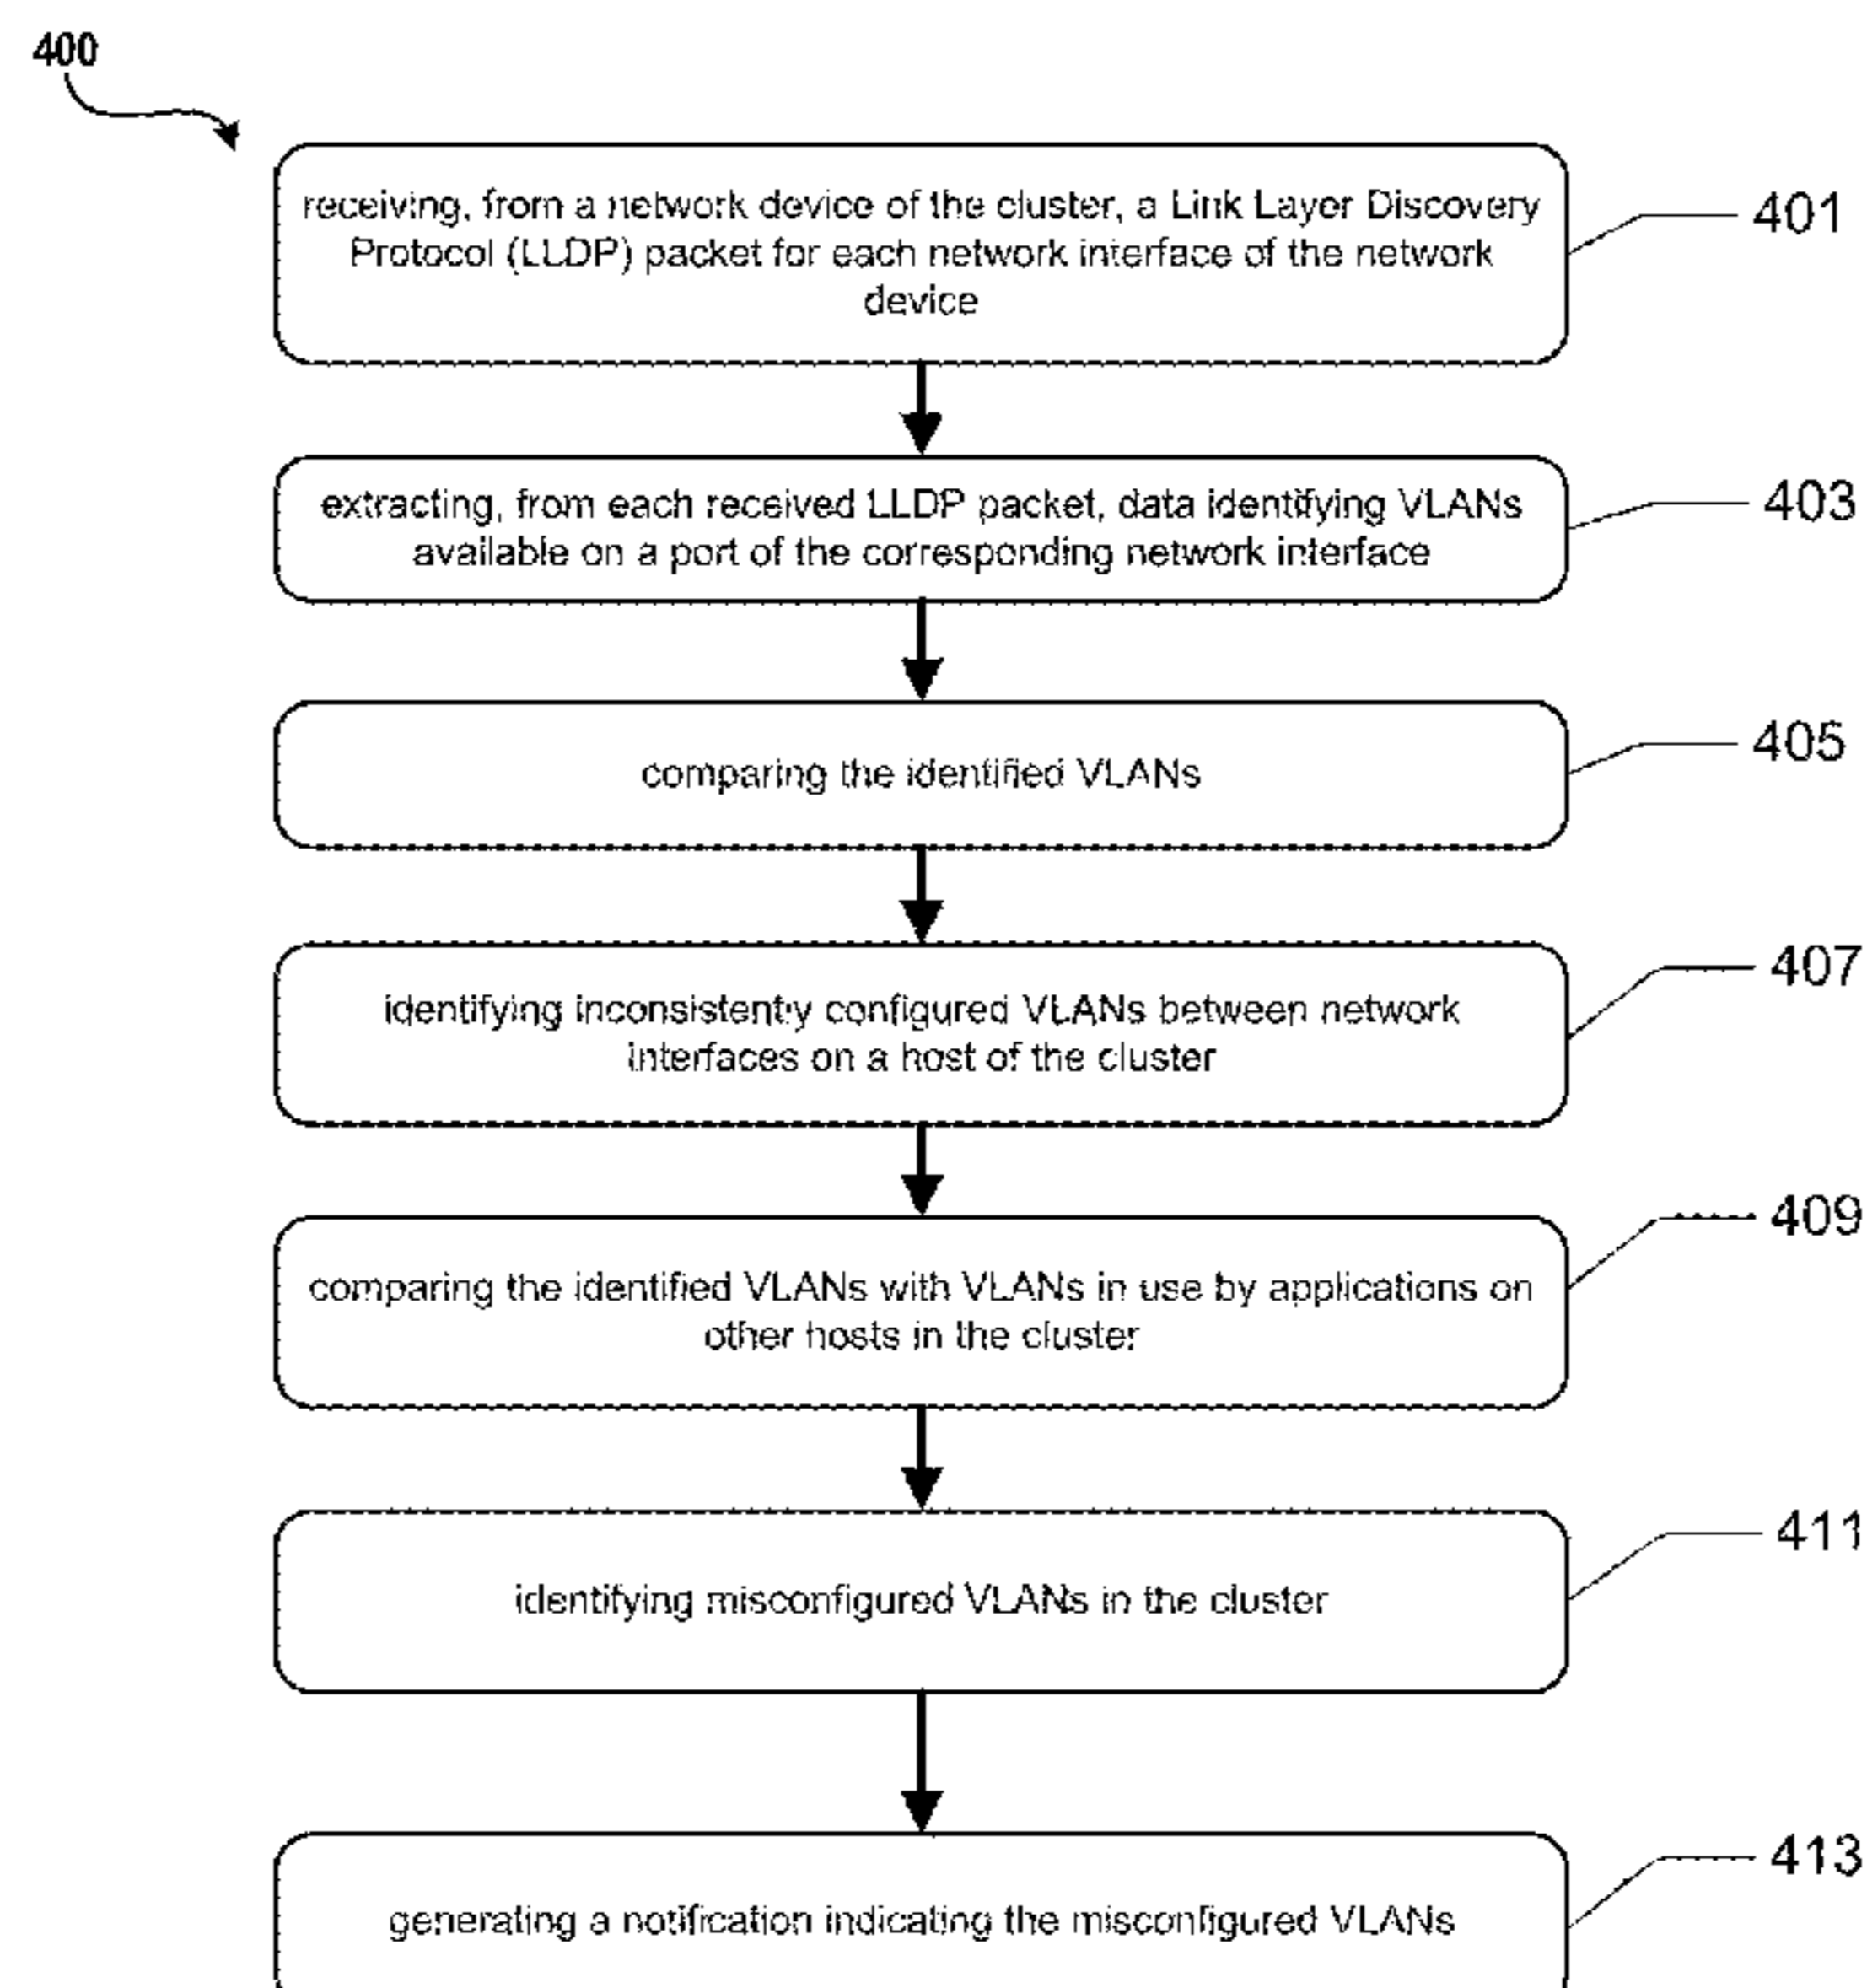 400
receiving, from a network device of the cluster, a Link Layer Discovery
Protocol (LLDP) packet for each network interface of the network
device
401
extracting, from each received LLDP packet, data identifying VLANs
available on a port of the corresponding network interface
403
comparing the identified VLANs
405
identifying inconsistently configured VLANs between network
interfaces on a host of the cluster
407
comparing the identified VLANs with VLANs in use by applications on
other hosts in the cluster
409
identifying misconfigured VLANs in the cluster
411
generating a notification indicating the misconfigured VLANs
413